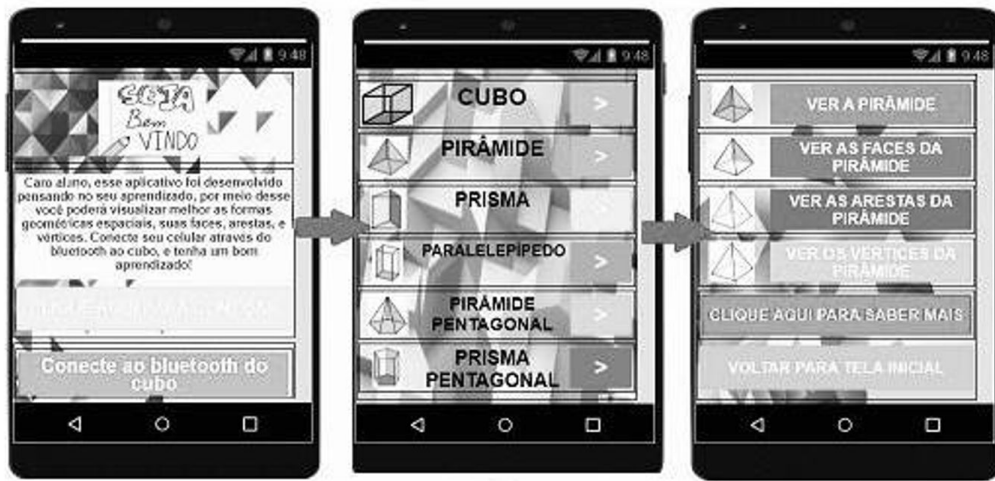 9:48
SEJA
Bem
VINDO
Caro aluno, esse aplicativo foi desenvolvido
pensando no seu aprendizado, por meio desse
você poderá visualizar melhor as formas
geométricas espaciais, suas faces, arestas, e
vértices. Conecte seu celular através do
bluetooth ao cubo, e tenha um bom
aprendizado!
Conecte ao bluetooth do
cubo
9:48
CUBO >
PIRÂMIDE >
PRISMA >
PARALELEPÍPEDO >
PIRÂMIDE
PENTAGONAL >
PRISMA
PENTAGONAL >
9:48
VER A PIRÂMIDE
VER AS FACES DA
PIRÂMIDE
VER AS ARESTAS DA
PIRÂMIDE
VER OS VÉRTICES DA
PIRÂMIDE
CLIQUE AQUI PARA SABER MAIS
VOLTAR PARA TELA INICIAL